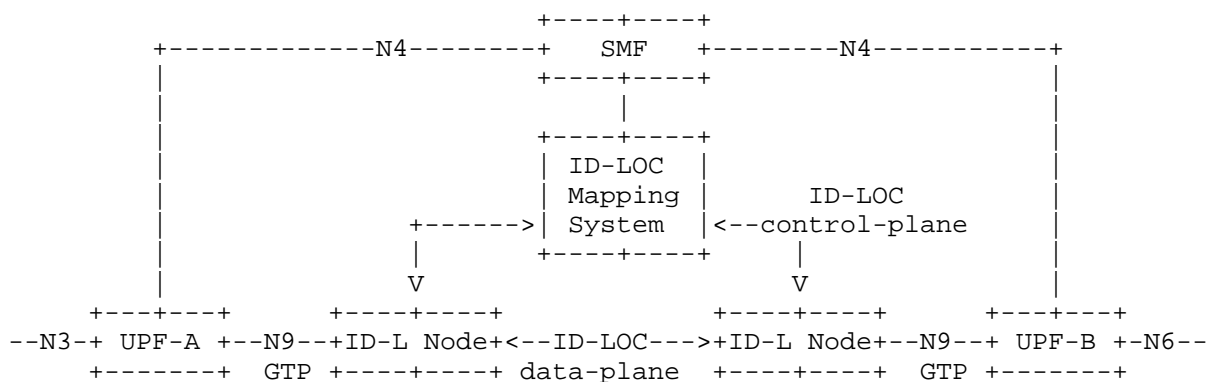 +----+----+
          +-------------N4--------+    SMF   +--------N4-----------+
          |                         +----+----+                       |
          |                              |                            |
          |                         +----+----+                       |
          |                         | ID-LOC  |                       |
          |                         | Mapping |       ID-LOC          |
          |                 +------>| System  |<--control-plane       |
          |                 |       +----+----+      |                |
          |                 V                        V                |
      +---+---+       +----+----+             +----+----+       +---+---+
--N3-+ UPF-A +--N9--+ID-L Node+<--ID-LOC--->+ID-L Node+--N9--+ UPF-B +-N6--
      +-------+  GTP +----+----+ data-plane  +----+----+  GTP +-------+